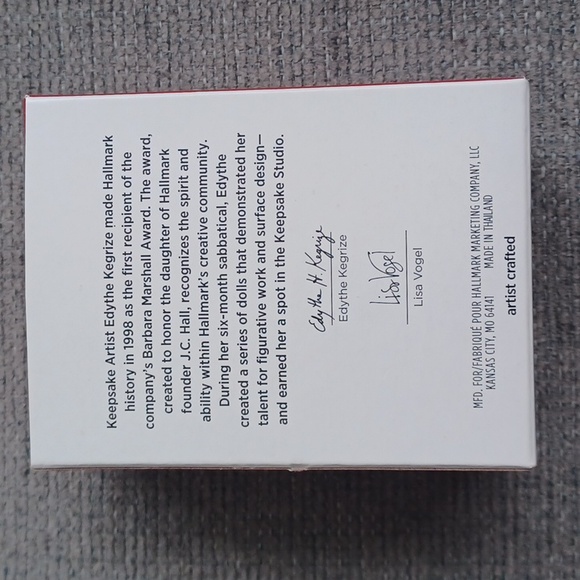 Keepsake Artist Edythe Kegrize made Hallmark
history in 1998 as the first recipient of the
company's Barbara Marshall Award. The award,
created to honor the daughter of Hallmark
founder J.C. Hall, recognizes the spirit and
ability within Hallmark's creative community.
During her six-month sabbatical, Edythe
created a series of dolls that demonstrated her
talent for figurative work and surface design—
and earned her a spot in the Keepsake Studio.
Edythe H. Kegrize
Edythe Kegrize
Lisa Vogel
Lisa Vogel
MFD. FOR/FABRIQUÉ POUR HALLMARK MARKETING COMPANY, LLC
KANSAS CITY, MO 64141 MADE IN THAILAND
artist crafted